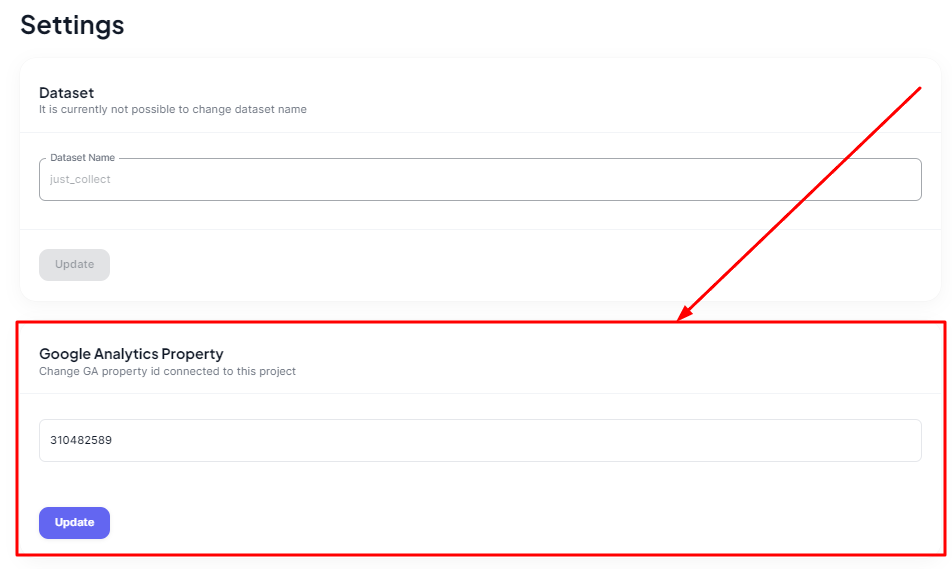 Settings
Dataset
It is currently not possible to change dataset name
Dataset Name
just_collect
Update
Google Analytics Property
Change GA property id connected to this project
310482589
Update